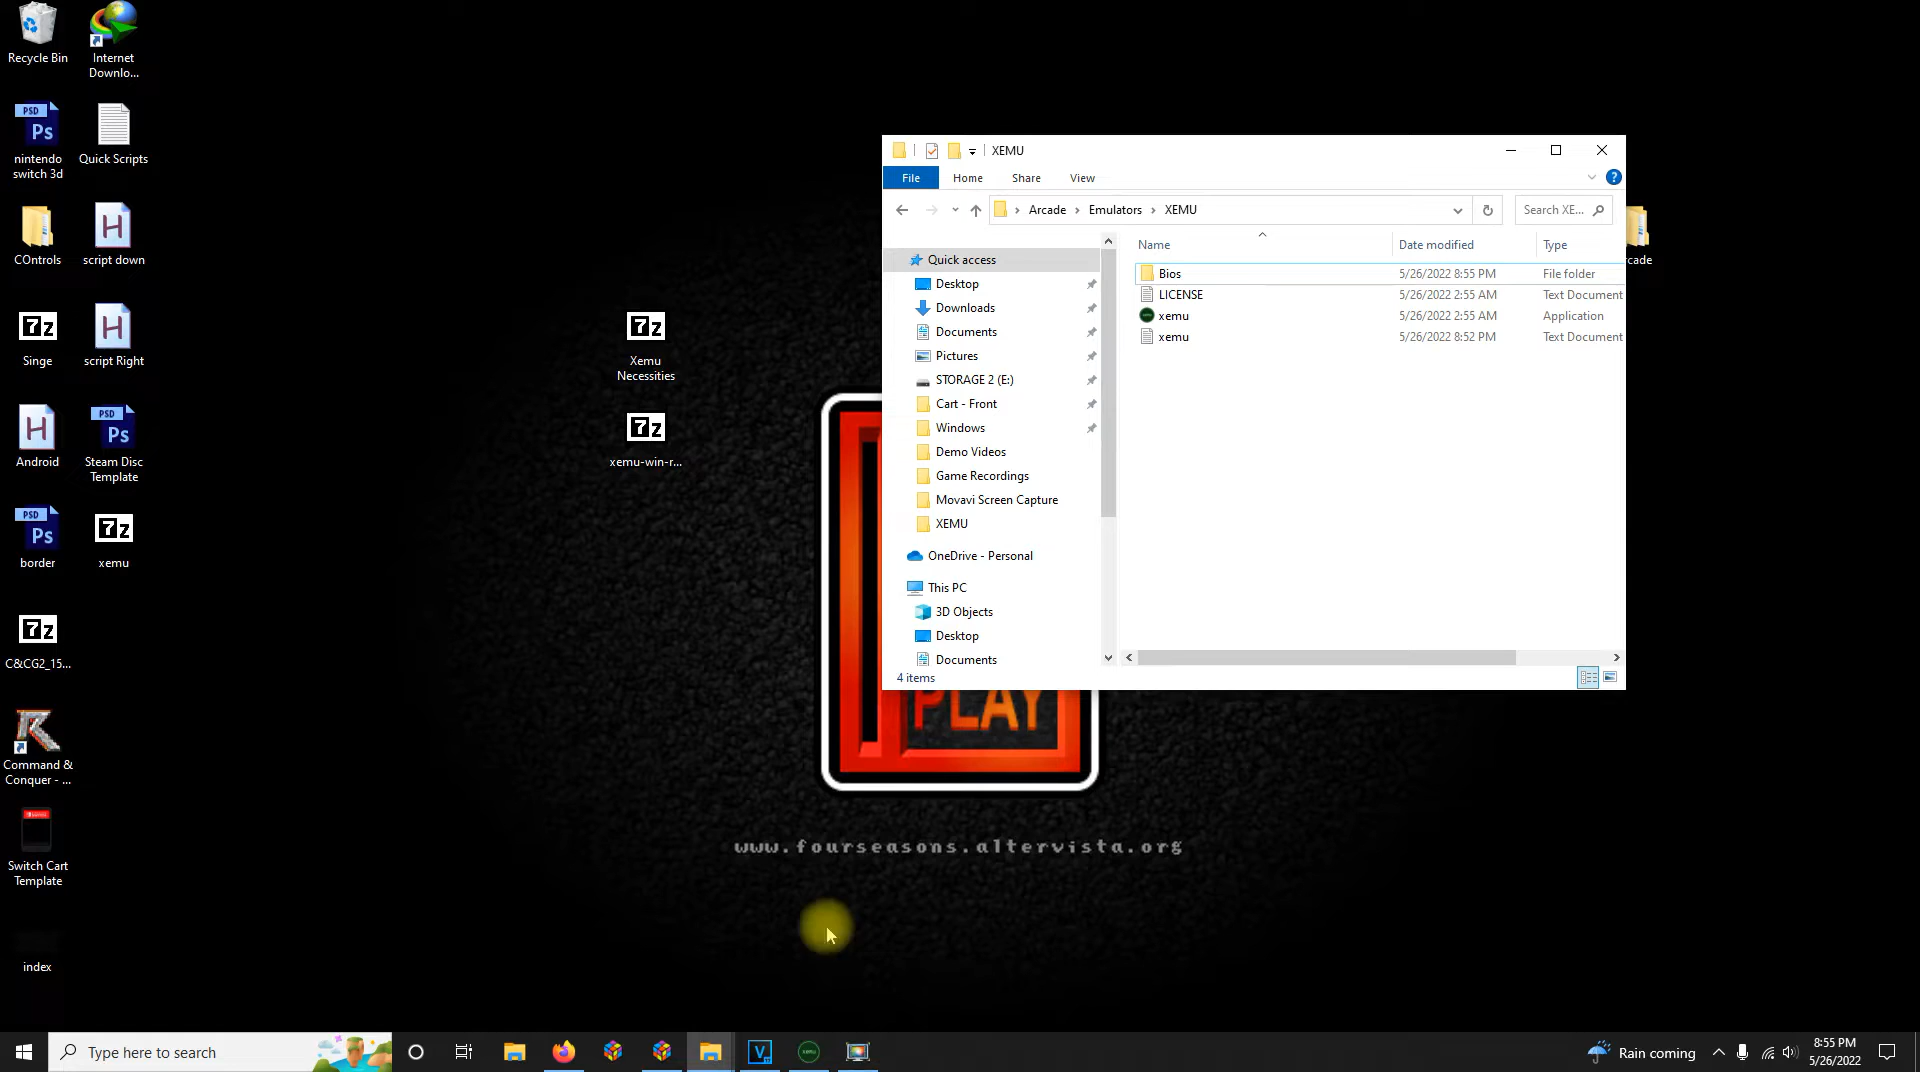 Recycle Bin
Internet
Downlo...
nintendo
switch 3d
Quick Scripts
COntrols
script down
Singe
script Right
Android
Steam Disc
Template
border
xemu
C&CG2_15...
Command &
Conquer - ...
Switch Cart
Template
index
Xemu
Necessities
xemu-win-r...
PLAY
www.fourseasons.altervista.org
XEMU
File
Home
Share
View
Arcade
Emulators
XEMU
Search XE...
Name
Date modified
Type
Quick access
Desktop
Downloads
Documents
Pictures
STORAGE 2 (E:)
Cart - Front
Windows
Demo Videos
Game Recordings
Movavi Screen Capture
XEMU
OneDrive - Personal
This PC
3D Objects
Desktop
Documents
Bios 5/26/2022 8:55 PM File folder
LICENSE 5/26/2022 2:55 AM Text Document
xemu 5/26/2022 2:55 AM Application
xemu 5/26/2022 8:52 PM Text Document
4 items
rcade
Type here to search
Rain coming
8:55 PM
5/26/2022